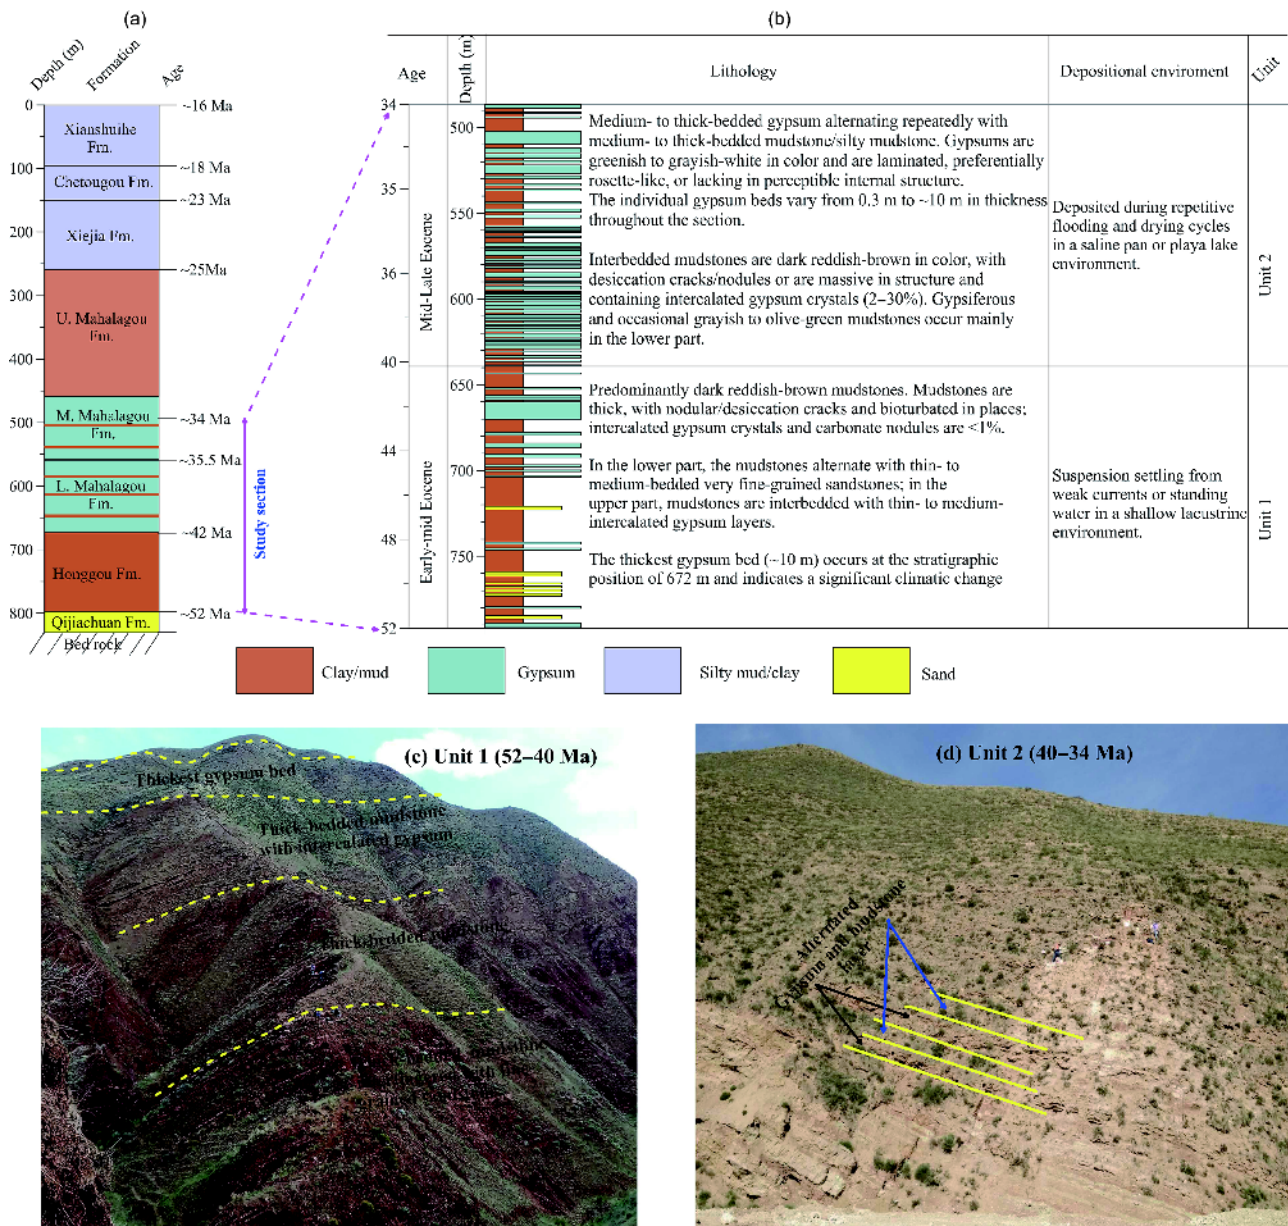 (a)
Depth (m)
Formation
Age
0
100
200
300
400
500
600
700
800
Xianshuihe
Fm.
Chetougou Fm.
Xiejia Fm.
U. Mahalagou
Fm.
M. Mahalagou
Fm.
L. Mahalagou
Fm.
Honggou Fm.
Qijiachuan Fm.
Bed rock
~16 Ma
~18 Ma
~23 Ma
~25Ma
~34 Ma
~35.5 Ma
~42 Ma
~52 Ma
Study section
(b)
Age
Depth (m)
Lithology
Depositional enviroment
Unit
34
35
36
40
44
48
52
Mid-Late Eocene
Early-mid Eocene
500
550
600
650
700
750
Medium- to thick-bedded gypsum alternating repeatedly with
medium- to thick-bedded mudstone/silty mudstone. Gypsums are
greenish to grayish-white in color and are laminated, preferentially
rosette-like, or lacking in perceptible internal structure.
The individual gypsum beds vary from 0.3 m to ~10 m in thickness
throughout the section.
Interbedded mudstones are dark reddish-brown in color, with
desiccation cracks/nodules or are massive in structure and
containing intercalated gypsum crystals (2–30%). Gypsiferous
and occasional grayish to olive-green mudstones occur mainly
in the lower part.
Deposited during repetitive
flooding and drying cycles
in a saline pan or playa lake
environment.
Unit 2
Predominantly dark reddish-brown mudstones. Mudstones are
thick, with nodular/desiccation cracks and bioturbated in places;
intercalated gypsum crystals and carbonate nodules are <1%.
In the lower part, the mudstones alternate with thin- to
medium-bedded very fine-grained sandstones; in the
upper part, mudstones are interbedded with thin- to medium-
intercalated gypsum layers.
The thickest gypsum bed (~10 m) occurs at the stratigraphic
position of 672 m and indicates a significant climatic change
Suspension settling from
weak currents or standing
water in a shallow lacustrine
environment.
Unit 1
Clay/mud
Gypsum
Silty mud/clay
Sand
(c) Unit 1 (52–40 Ma)
Thickest gypsum bed
Thick-bedded mudstone
with intercalated gypsum
Thick-bedded mudstone
(d) Unit 2 (40–34 Ma)
Alternated
Gypsum and mudstone
layer